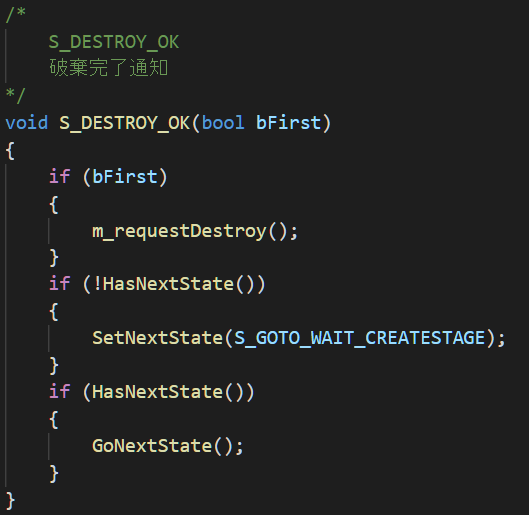 /*
    S_DESTROY_OK
    破棄完了通知
*/
void S_DESTROY_OK(bool bFirst)
{
    if (bFirst)
    {
        m_requestDestroy();
    }
    if (!HasNextState())
    {
        SetNextState(S_GOTO_WAIT_CREATESTAGE);
    }
    if (HasNextState())
    {
        GoNextState();
    }
}